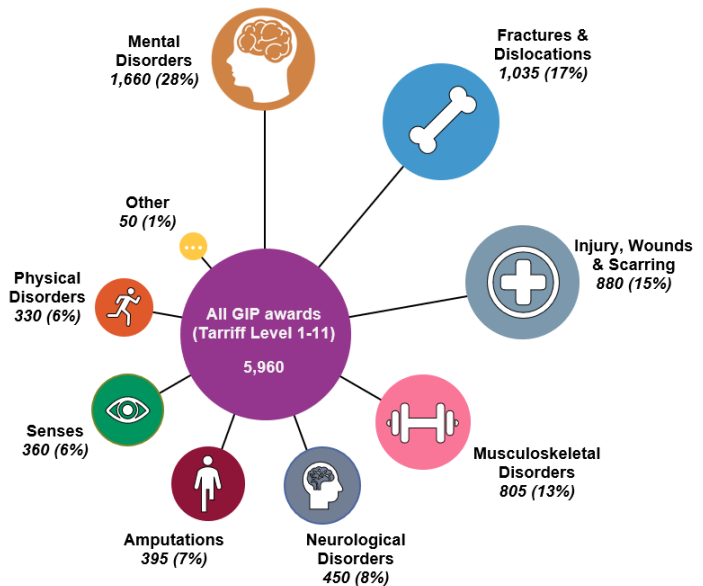 Mental
Disorders
1,660 (28%)
Fractures &
Dislocations
1,035 (17%)
Other
50 (1%)
Injury, Wounds
& Scarring
880 (15%)
Physical
Disorders
330 (6%)
All GIP awards
(Tarriff Level 1-11)
5,960
Senses
360 (6%)
Musculoskeletal
Disorders
805 (13%)
Amputations
395 (7%)
Neurological
Disorders
450 (8%)